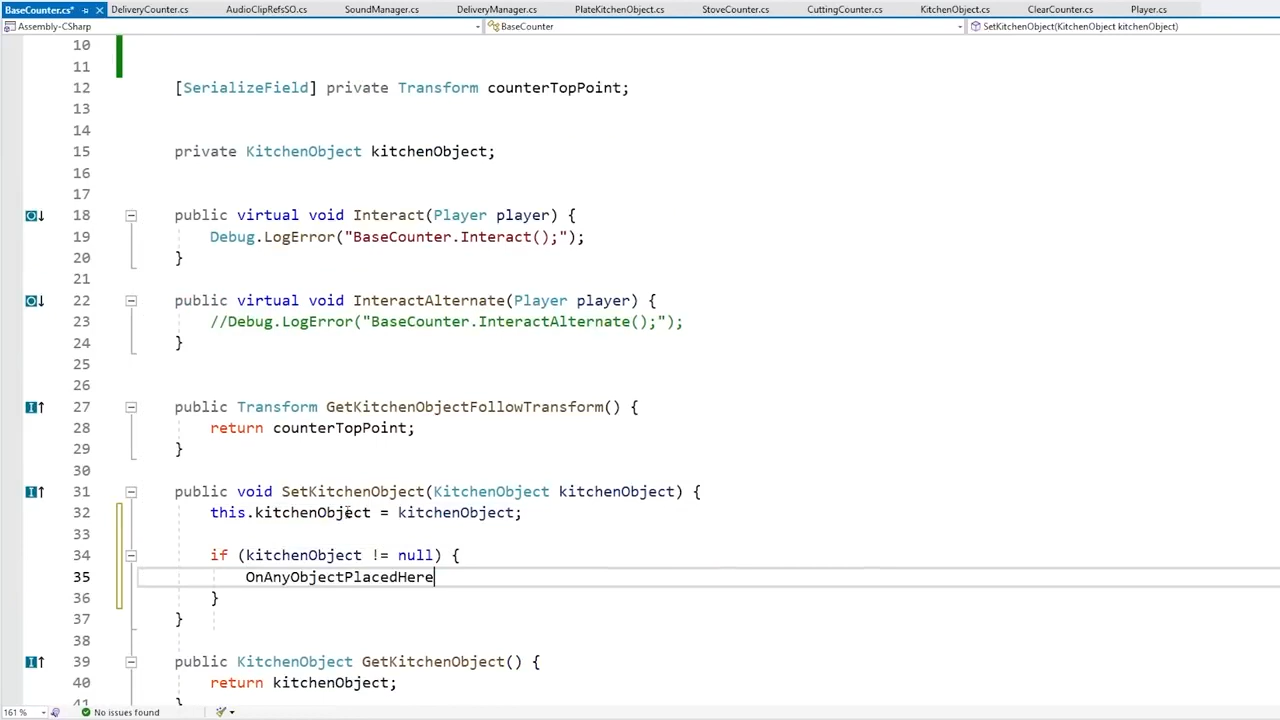 BaseCounter.cs* DeliveryCounter.cs AudioClipRefsSO.cs SoundManager.cs DeliveryManager.cs PlateKitchenObject.cs StoveCounter.cs CuttingCounter.cs KitchenObject.cs ClearCounter.cs Player.cs
Assembly-CSharp BaseCounter SetKitchenObject(KitchenObject kitchenObject)
10
11
12 [SerializeField] private Transform counterTopPoint;
13
14
15 private KitchenObject kitchenObject;
16
17
18 public virtual void Interact(Player player) {
19 Debug.LogError("BaseCounter.Interact();");
20 }
21
22 public virtual void InteractAlternate(Player player) {
23 //Debug.LogError("BaseCounter.InteractAlternate();");
24 }
25
26
27 public Transform GetKitchenObjectFollowTransform() {
28 return counterTopPoint;
29 }
30
31 public void SetKitchenObject(KitchenObject kitchenObject) {
32 this.kitchenObject = kitchenObject;
33
34 if (kitchenObject != null) {
35 OnAnyObjectPlacedHere
36 }
37 }
38
39 public KitchenObject GetKitchenObject() {
40 return kitchenObject;
41 }
161 % No issues found